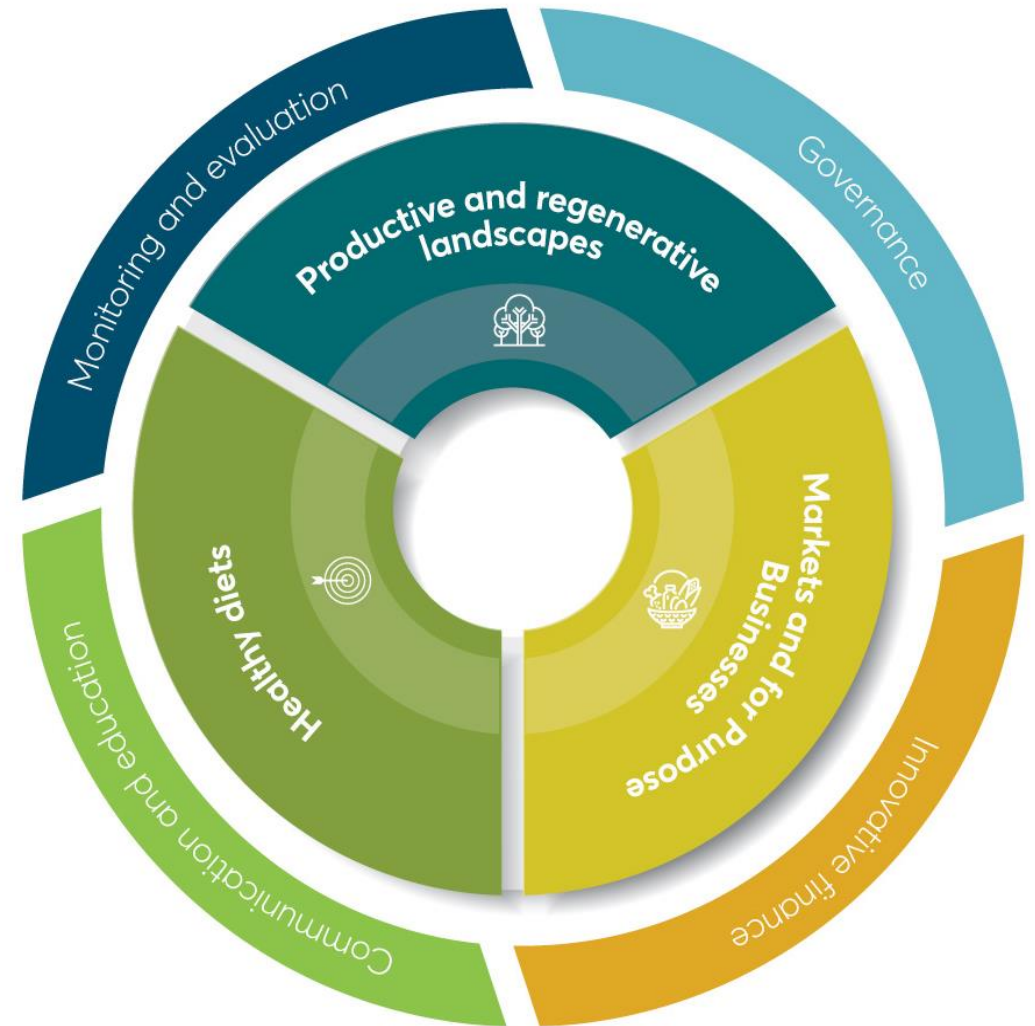 Monitoring and evaluation
Governance
Productive and regenerative
landscapes
Healthy diets
Markets and for Purpose
Businesses
Communication and education
Innovative finance